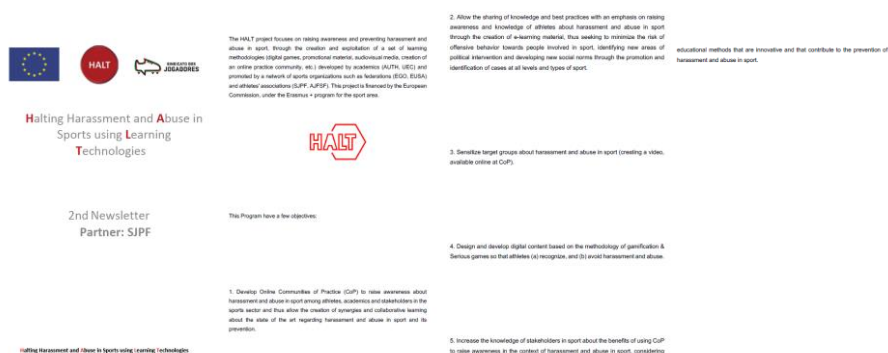 HALT
SINDICATO DOS
JOGADORES
Halting Harassment and Abuse in
Sports using Learning
Technologies
2nd Newsletter
Partner: SJPF
Halting Harassment and Abuse in Sports using Learning Technologies
The HALT project focuses on raising awareness and preventing harassment and
abuse in sport, through the creation and exploitation of a set of learning
methodologies (digital games, promotional material, audiovisual media, creation of
an online practice community, etc.) developed by academics (AUTH, UEC) and
promoted by a network of sports organizations such as federations (EGO, EUSA)
and athletes' associations (SJPF, AJFSF). This project is financed by the European
Commission, under the Erasmus + program for the sport area.
HALT
This Program have a few objectives:
1. Develop Online Communities of Practice (CoP) to raise awareness about
harassment and abuse in sport among athletes, academics and stakeholders in the
sports sector and thus allow the creation of synergies and collaborative learning
about the state of the art regarding harassment and abuse in sport and its
prevention.
2. Allow the sharing of knowledge and best practices with an emphasis on raising
awareness and knowledge of athletes about harassment and abuse in sport
through the creation of e-learning material, thus seeking to minimize the risk of
offensive behavior towards people involved in sport, identifying new areas of
political intervention and developing new social norms through the promotion and
identification of cases at all levels and types of sport.
3. Sensitize target groups about harassment and abuse in sport (creating a video,
available online at CoP).
4. Design and develop digital content based on the methodology of gamification &
Serious games so that athletes (a) recognize, and (b) avoid harassment and abuse.
5. Increase the knowledge of stakeholders in sport about the benefits of using CoP
to raise awareness in the context of harassment and abuse in sport, considering
educational methods that are innovative and that contribute to the prevention of
harassment and abuse in sport.